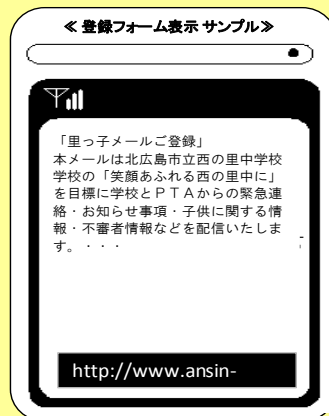 ≪ 登録フォーム表示 サンプル≫
「里っ子メールご登録」
本メールは北広島市立西の里中学校
学校の「笑顔あふれる西の里中に」
を目標に学校とＰＴＡからの緊急連
絡・お知らせ事項・子供に関する情
報・不審者情報などを配信いたしま
す。・・・
http://www.ansin-